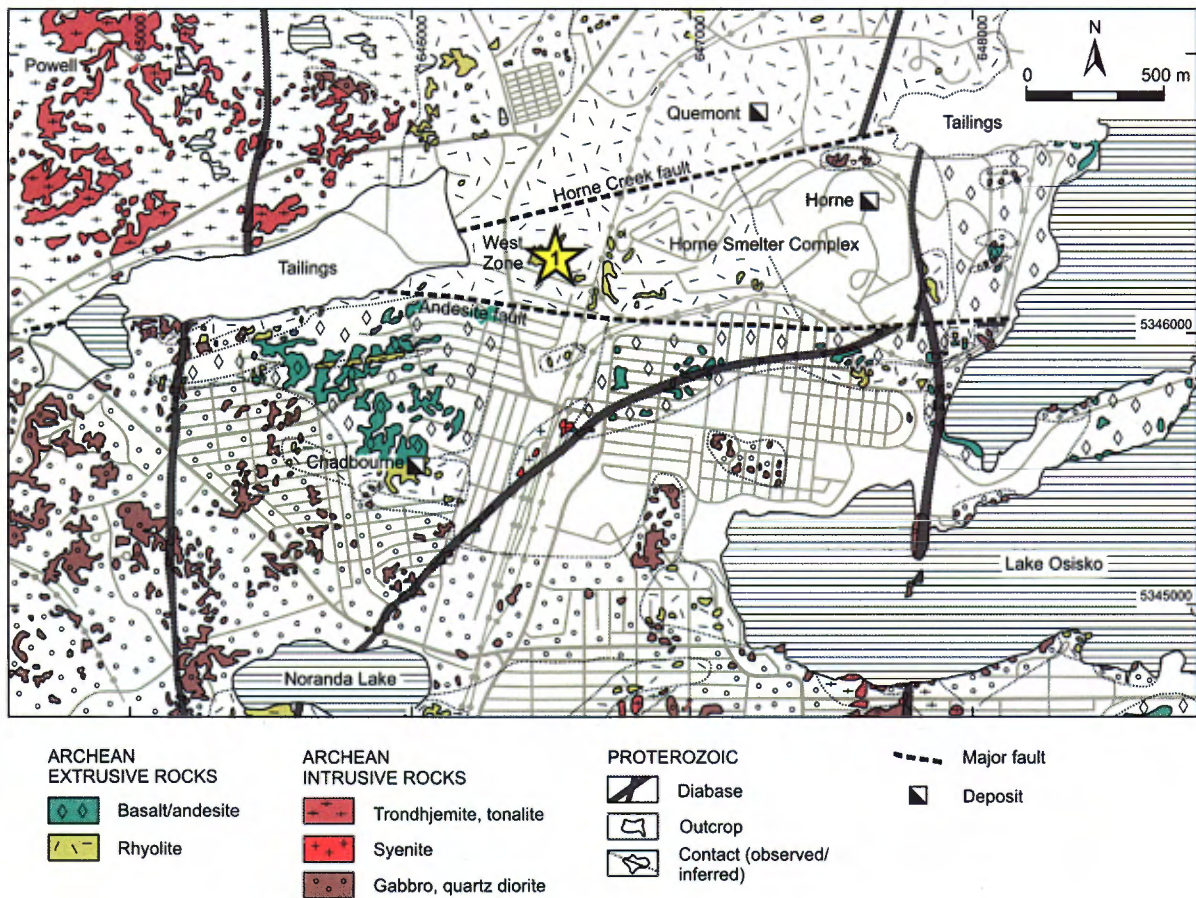 645000
646000
647000
648000
N
0
500 m
Powell
Quemont
Tailings
Horne Creek fault
Horne
West
Zone
1
Horne Smelter Complex
Tailings
Andesite fault
5346000
Chadbourne
Lake Osisko
5345000
Noranda Lake
ARCHEAN
EXTRUSIVE ROCKS
Basalt/andesite
Rhyolite
ARCHEAN
INTRUSIVE ROCKS
Trondhjemite, tonalite
Syenite
Gabbro, quartz diorite
PROTEROZOIC
Diabase
Outcrop
Contact (observed/
inferred)
Major fault
Deposit